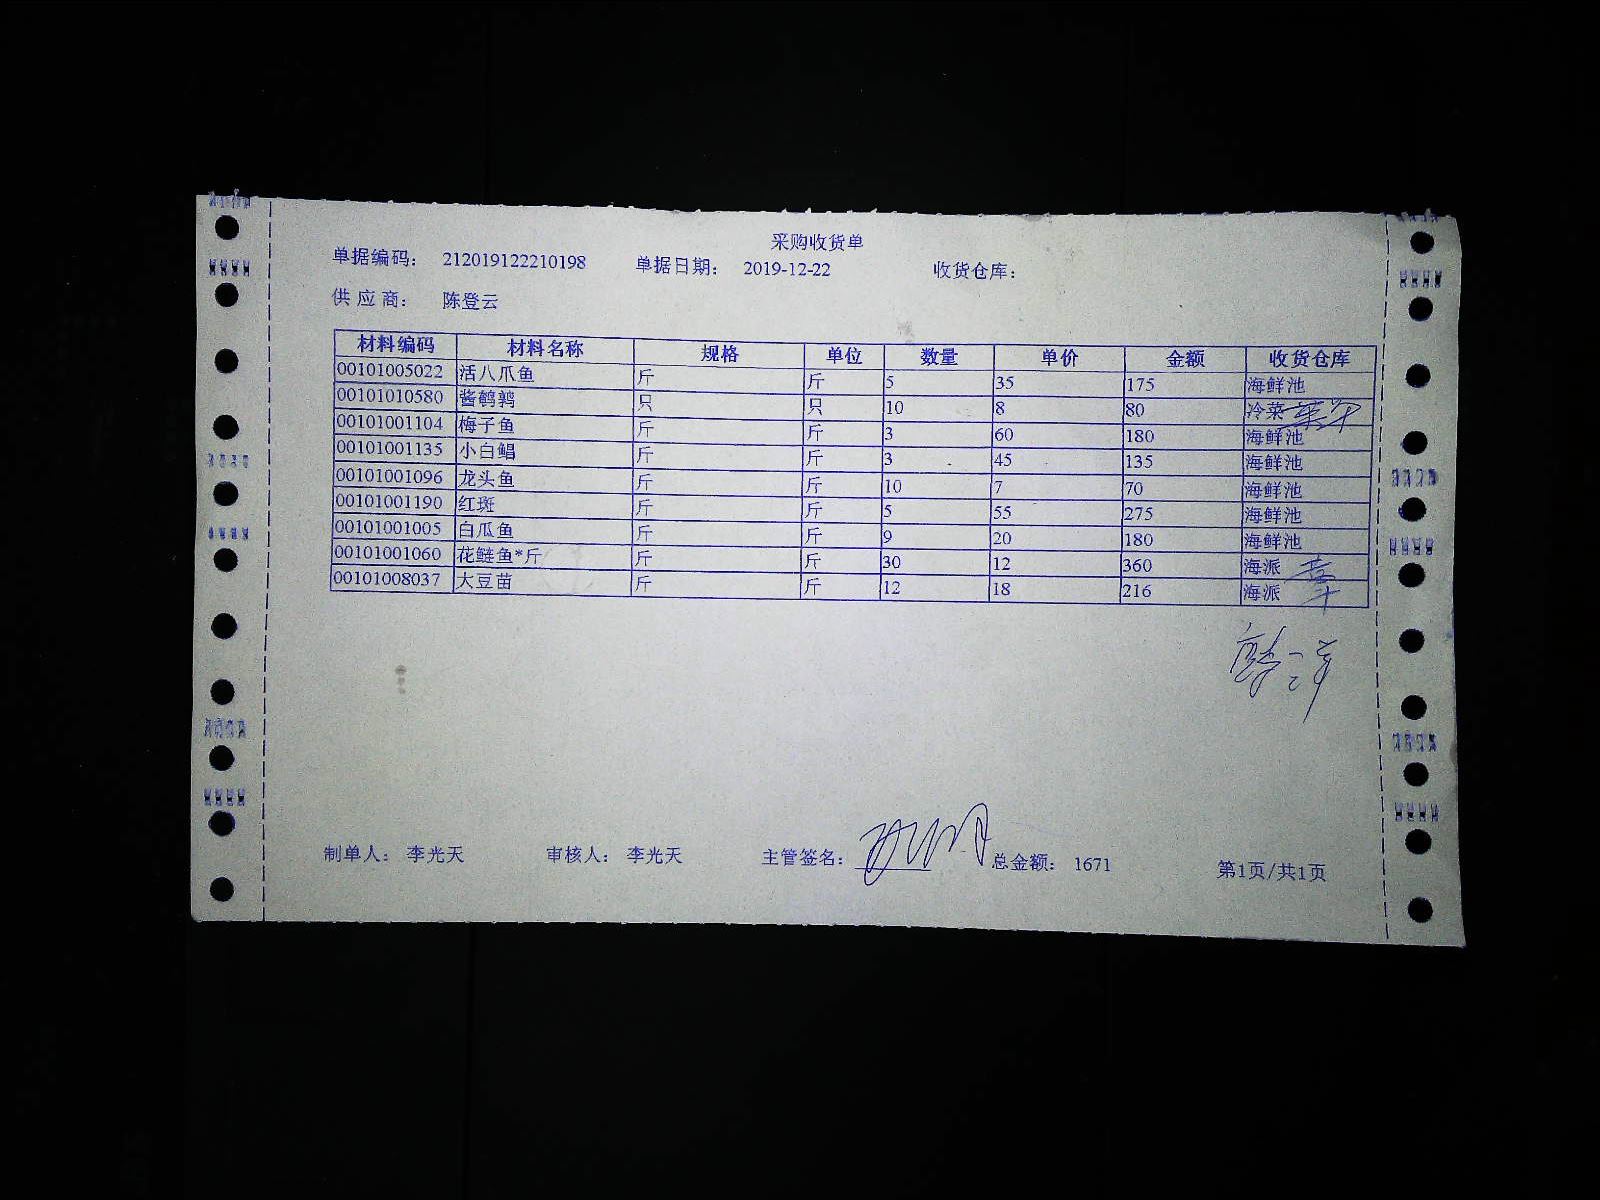 采购收货单
单据编码： 212019122210198 单据日期： 2019-12-22 收货仓库：
供应商： 陈登云
材料编码 材料名称 规格 单位 数量 单价 金额 收货仓库
00101005022 活八爪鱼 斤 斤 5 35 175 海鲜池
00101010580 酱鹌鹑 只 只 10 8 80 冷菜
00101001104 梅子鱼 斤 斤 3 60 180 海鲜池
00101001135 小白鲳 斤 斤 3 45 135 海鲜池
00101001096 龙头鱼 斤 斤 10 7 70 海鲜池
00101001190 红斑 斤 斤 5 55 275 海鲜池
00101001005 白瓜鱼 斤 斤 9 20 180 海鲜池
00101001060 花鲢鱼*斤 斤 斤 30 12 360 海派
00101008037 大豆苗 斤 斤 12 18 216 海派
制单人： 李光天 审核人： 李光天 主管签名： 总金额： 1671 第1页/共1页